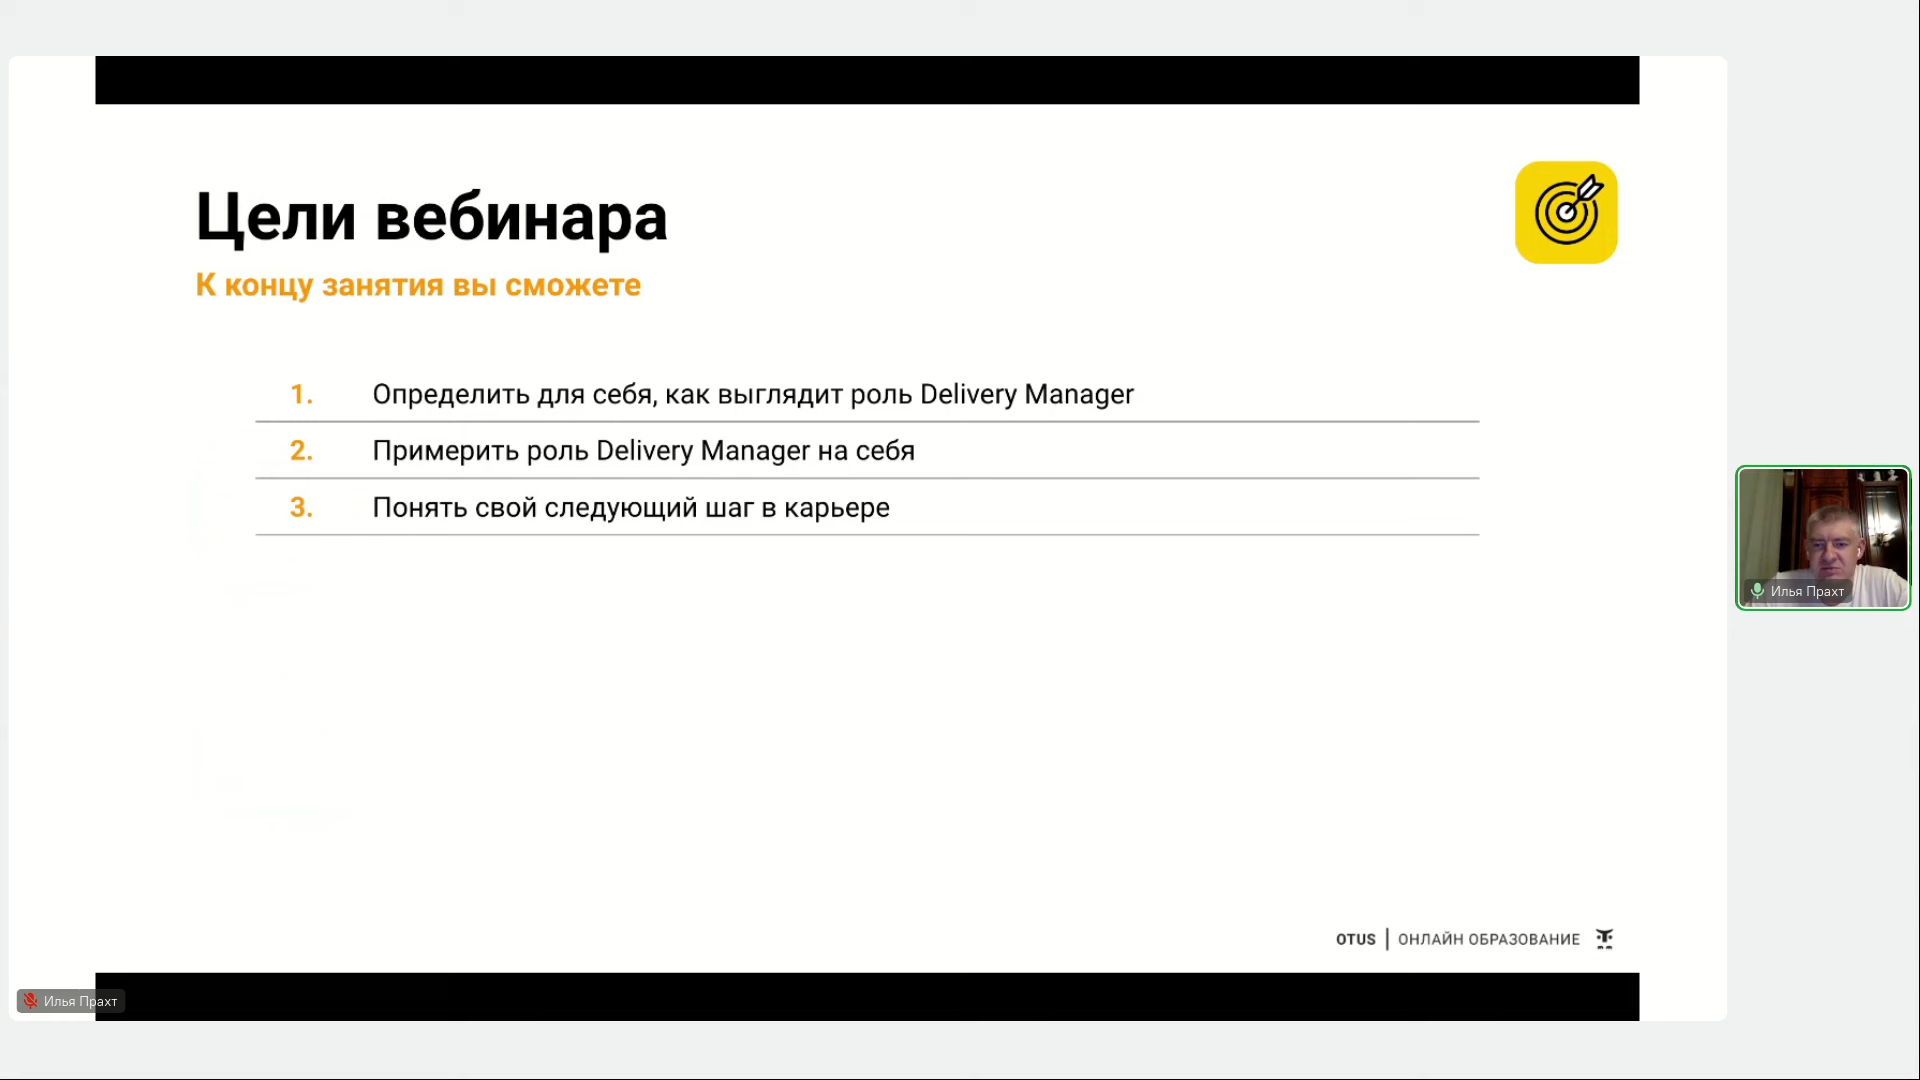 Цели вебинара
К концу занятия вы сможете
1. Определить для себя, как выглядит роль Delivery Manager
2. Примерить роль Delivery Manager на себя
3. Понять свой следующий шаг в карьере
Илья Прахт
OTUS | ОНЛАЙН ОБРАЗОВАНИЕ
Илья Прахт